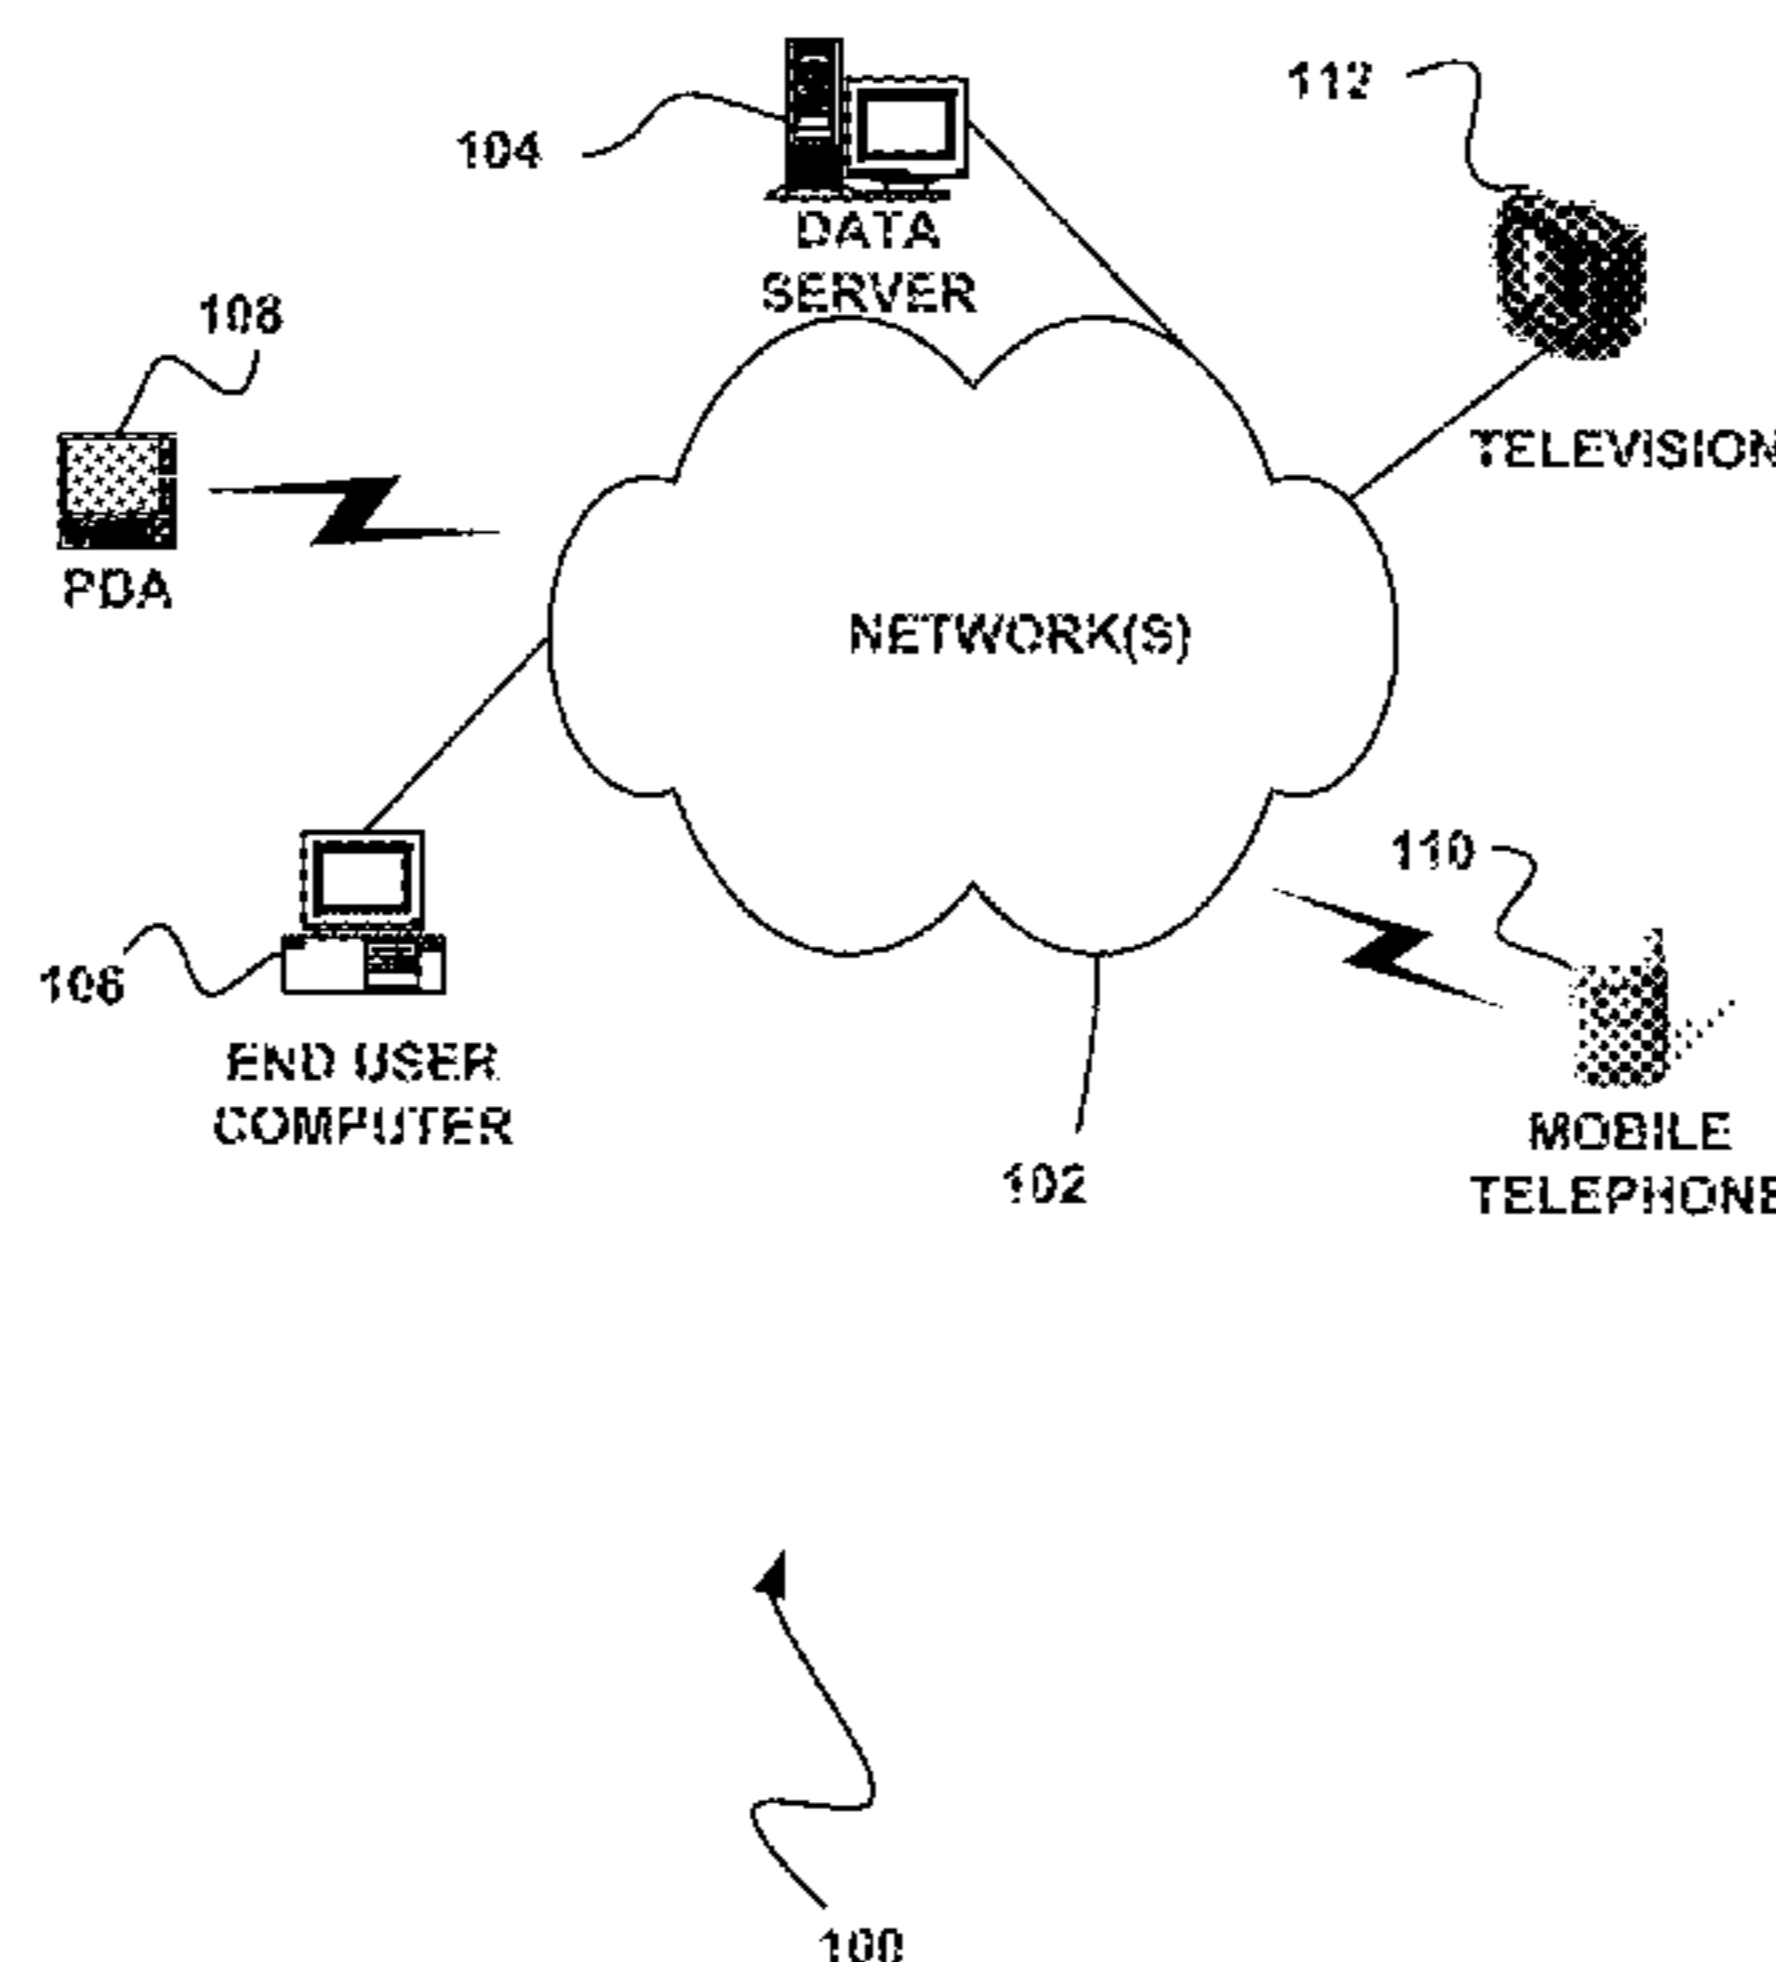 112
104
DATA
SERVER
108
TELEVISION
PDA
NETWORK(S)
110
106
END USER
COMPUTER
MOBILE
TELEPHONE
102
100